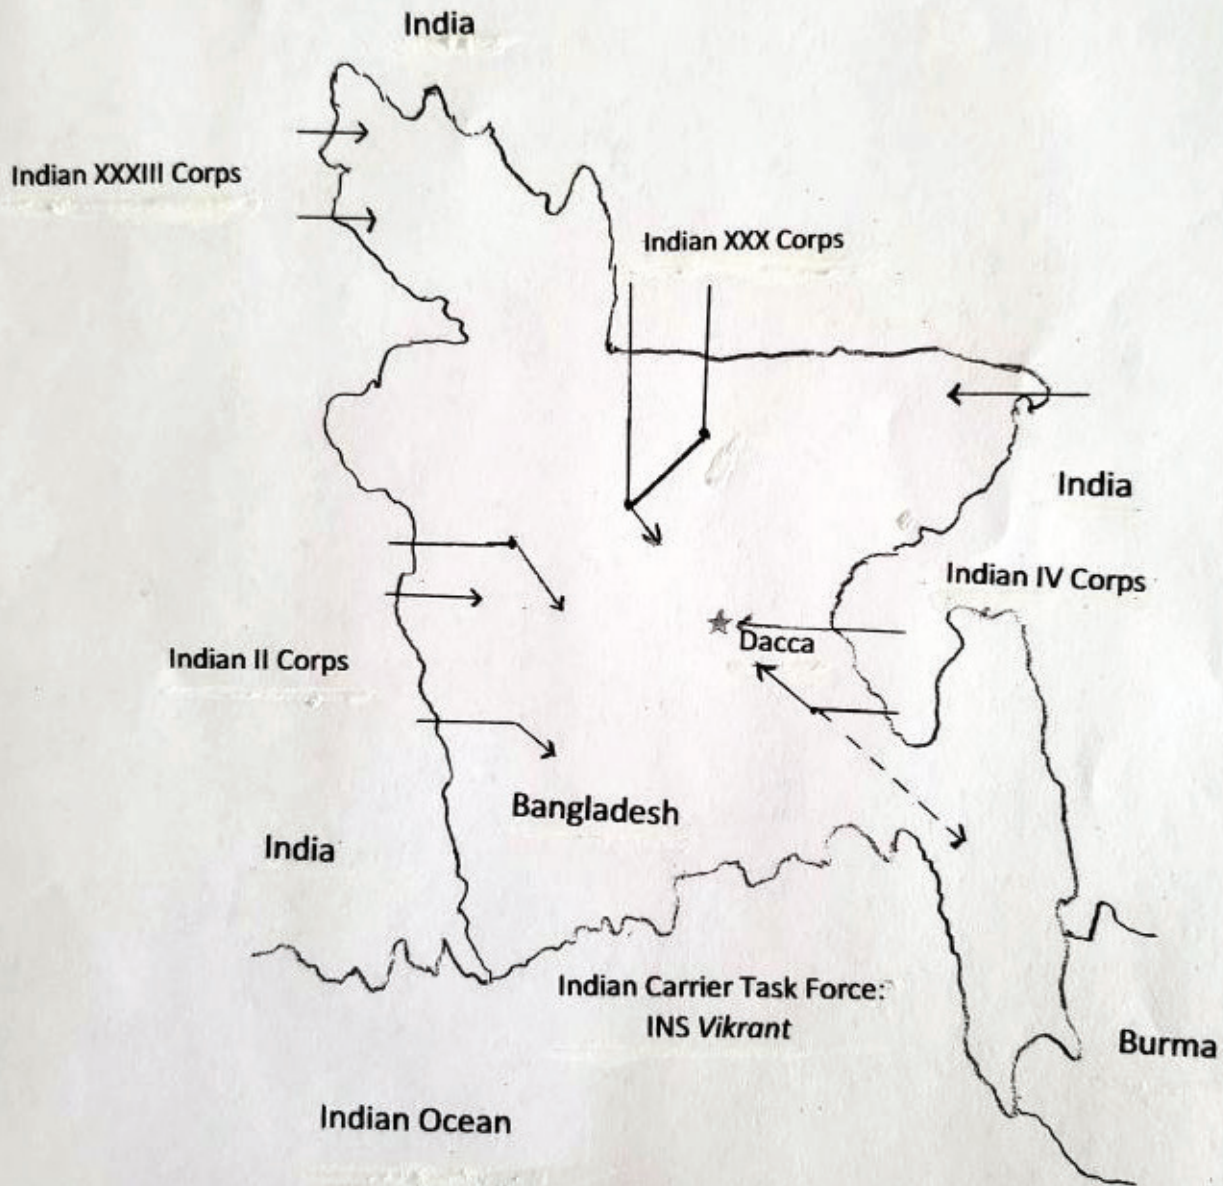 India
Indian XXXIII Corps
Indian XXX Corps
India
Indian IV Corps
Dacca
Indian II Corps
Bangladesh
India
Indian Carrier Task Force:
INS Vikrant
Burma
Indian Ocean